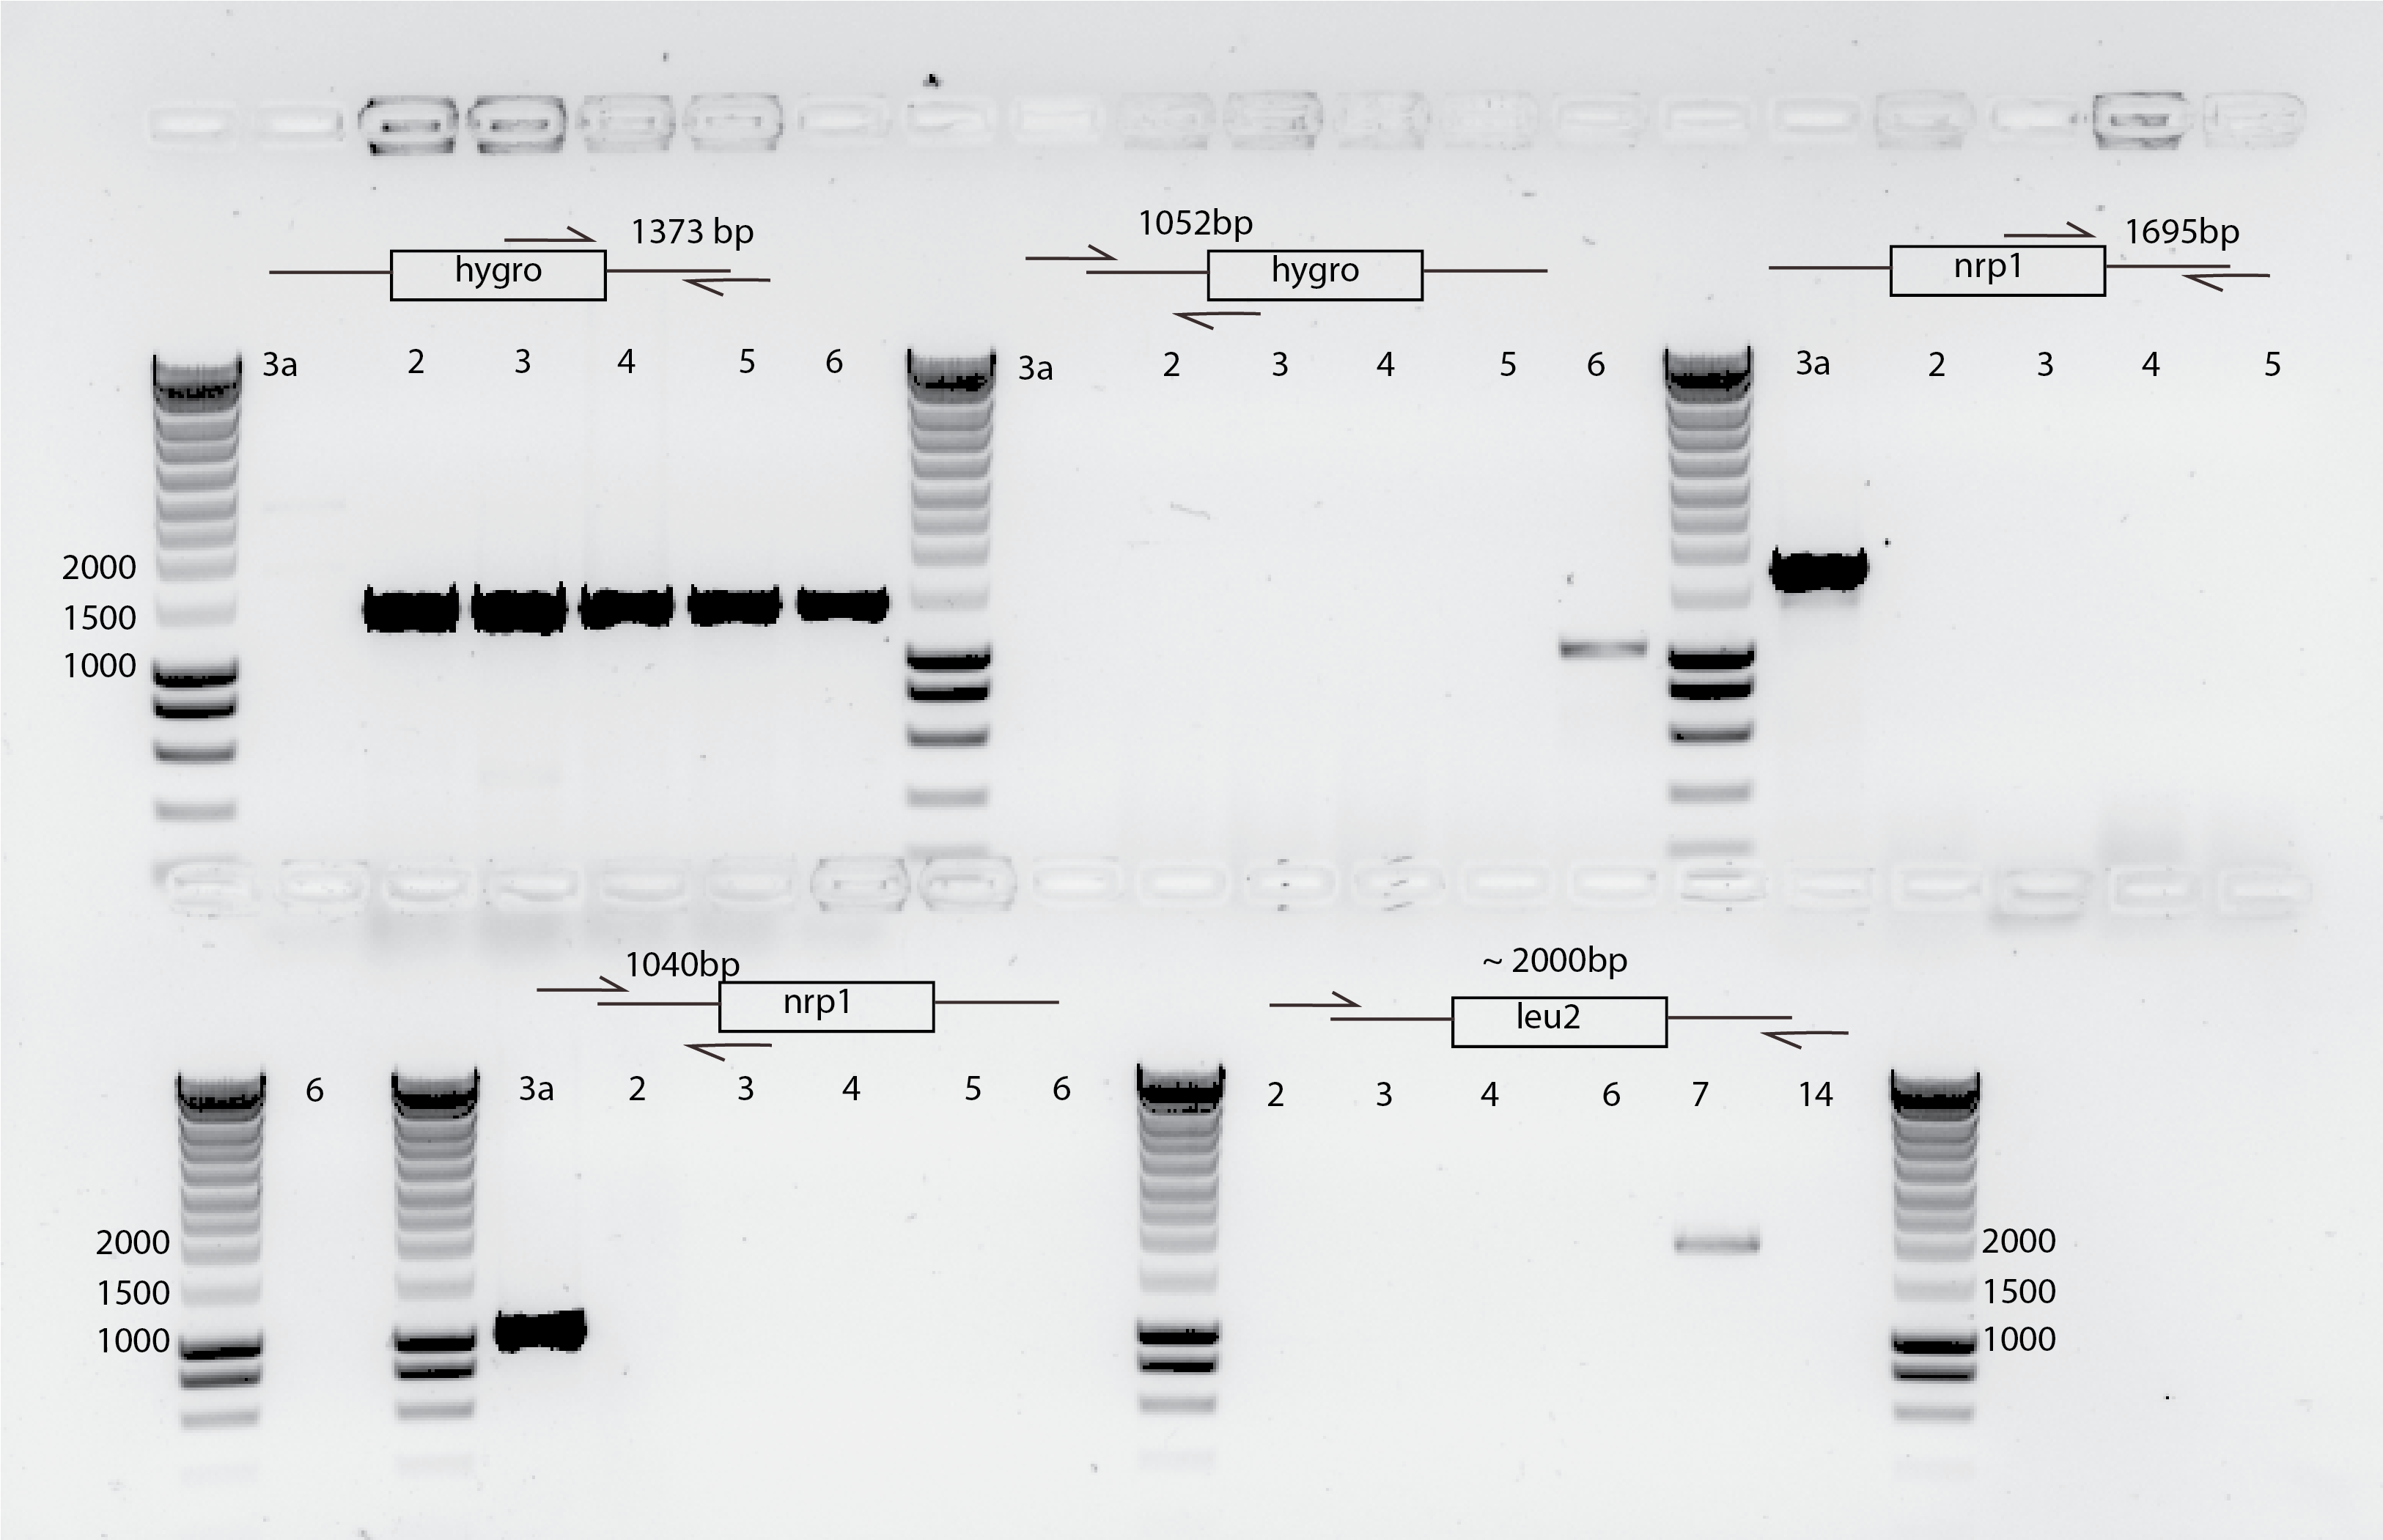 1373 bp
1052bp
1695bp
hygro
hygro
nrp1
3a 2 3 4 5 6 3a 2 3 4 5 6 3a 2 3 4 5
2000
1500
1000
1040bp
~ 2000bp
nrp1
leu2
6 3a 2 3 4 5 6 2 3 4 6 7 14
2000 2000
1500 1500
1000 1000